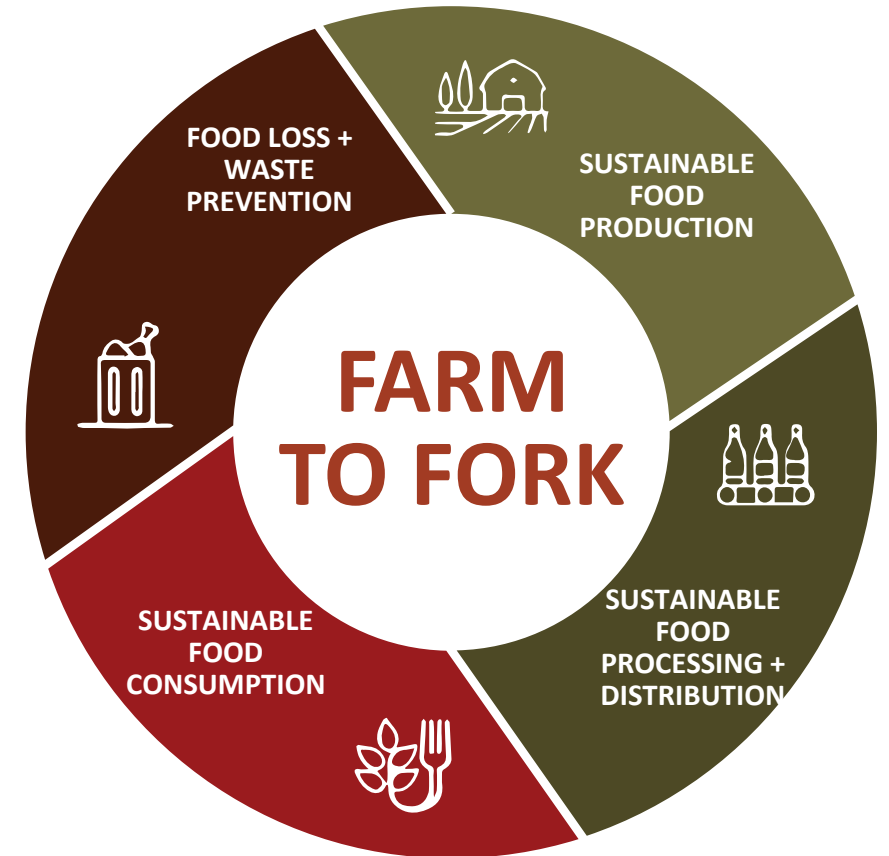 FOOD LOSS +
WASTE
PREVENTION
SUSTAINABLE
FOOD
PRODUCTION
FARM
TO FORK
SUSTAINABLE
FOOD
PROCESSING +
DISTRIBUTION
SUSTAINABLE
FOOD
CONSUMPTION